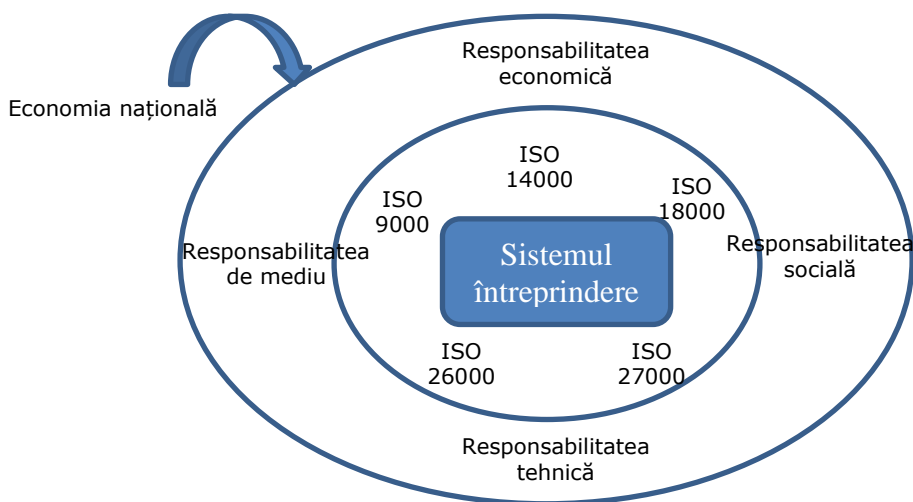 Responsabilitatea
economică
Economia națională
ISO
14000
ISO
18000
ISO
9000
Responsabilitatea
de mediu
Sistemul
întreprindere
Responsabilitatea
socială
ISO
26000
ISO
27000
Responsabilitatea
tehnică